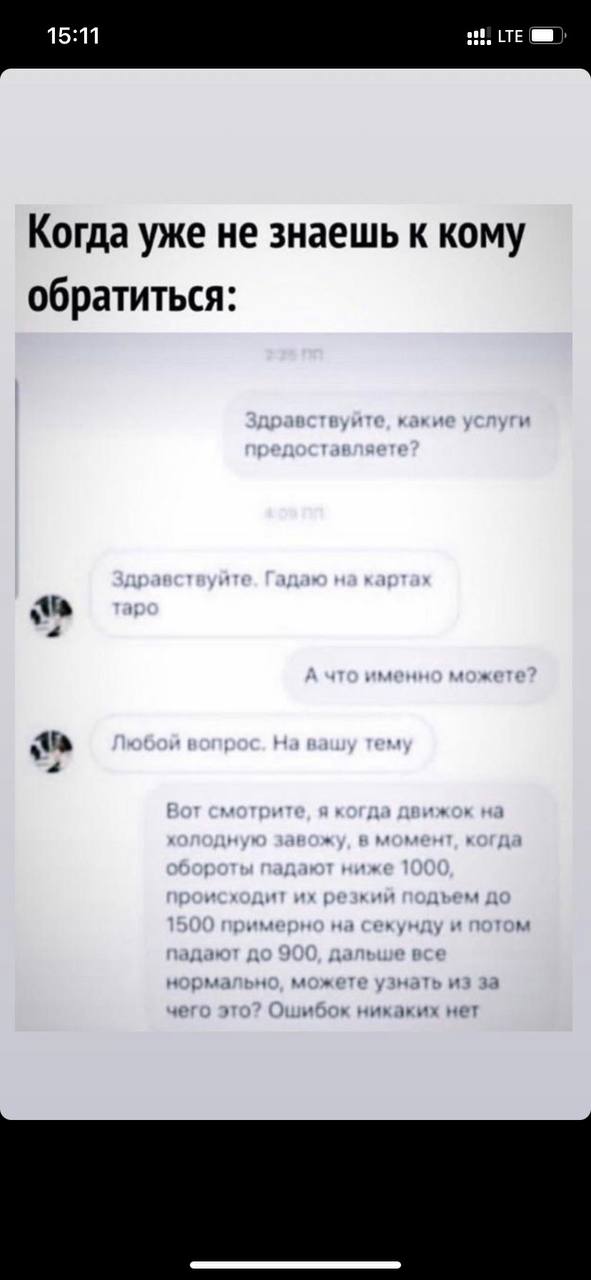 15:11
LTE
Когда уже не знаешь к кому
обратиться:
2:25 ПП
Здравствуйте, какие услуги
предоставляете?
4:09 ПП
Здравствуйте. Гадаю на картах
таро
А что именно можете?
Любой вопрос. На вашу тему
Вот смотрите, я когда движок на
холодную завожу, в момент, когда
обороты падают ниже 1000,
происходит их резкий подъем до
1500 примерно на секунду и потом
падают до 900, дальше все
нормально, можете узнать из за
чего это? Ошибок никаких нет